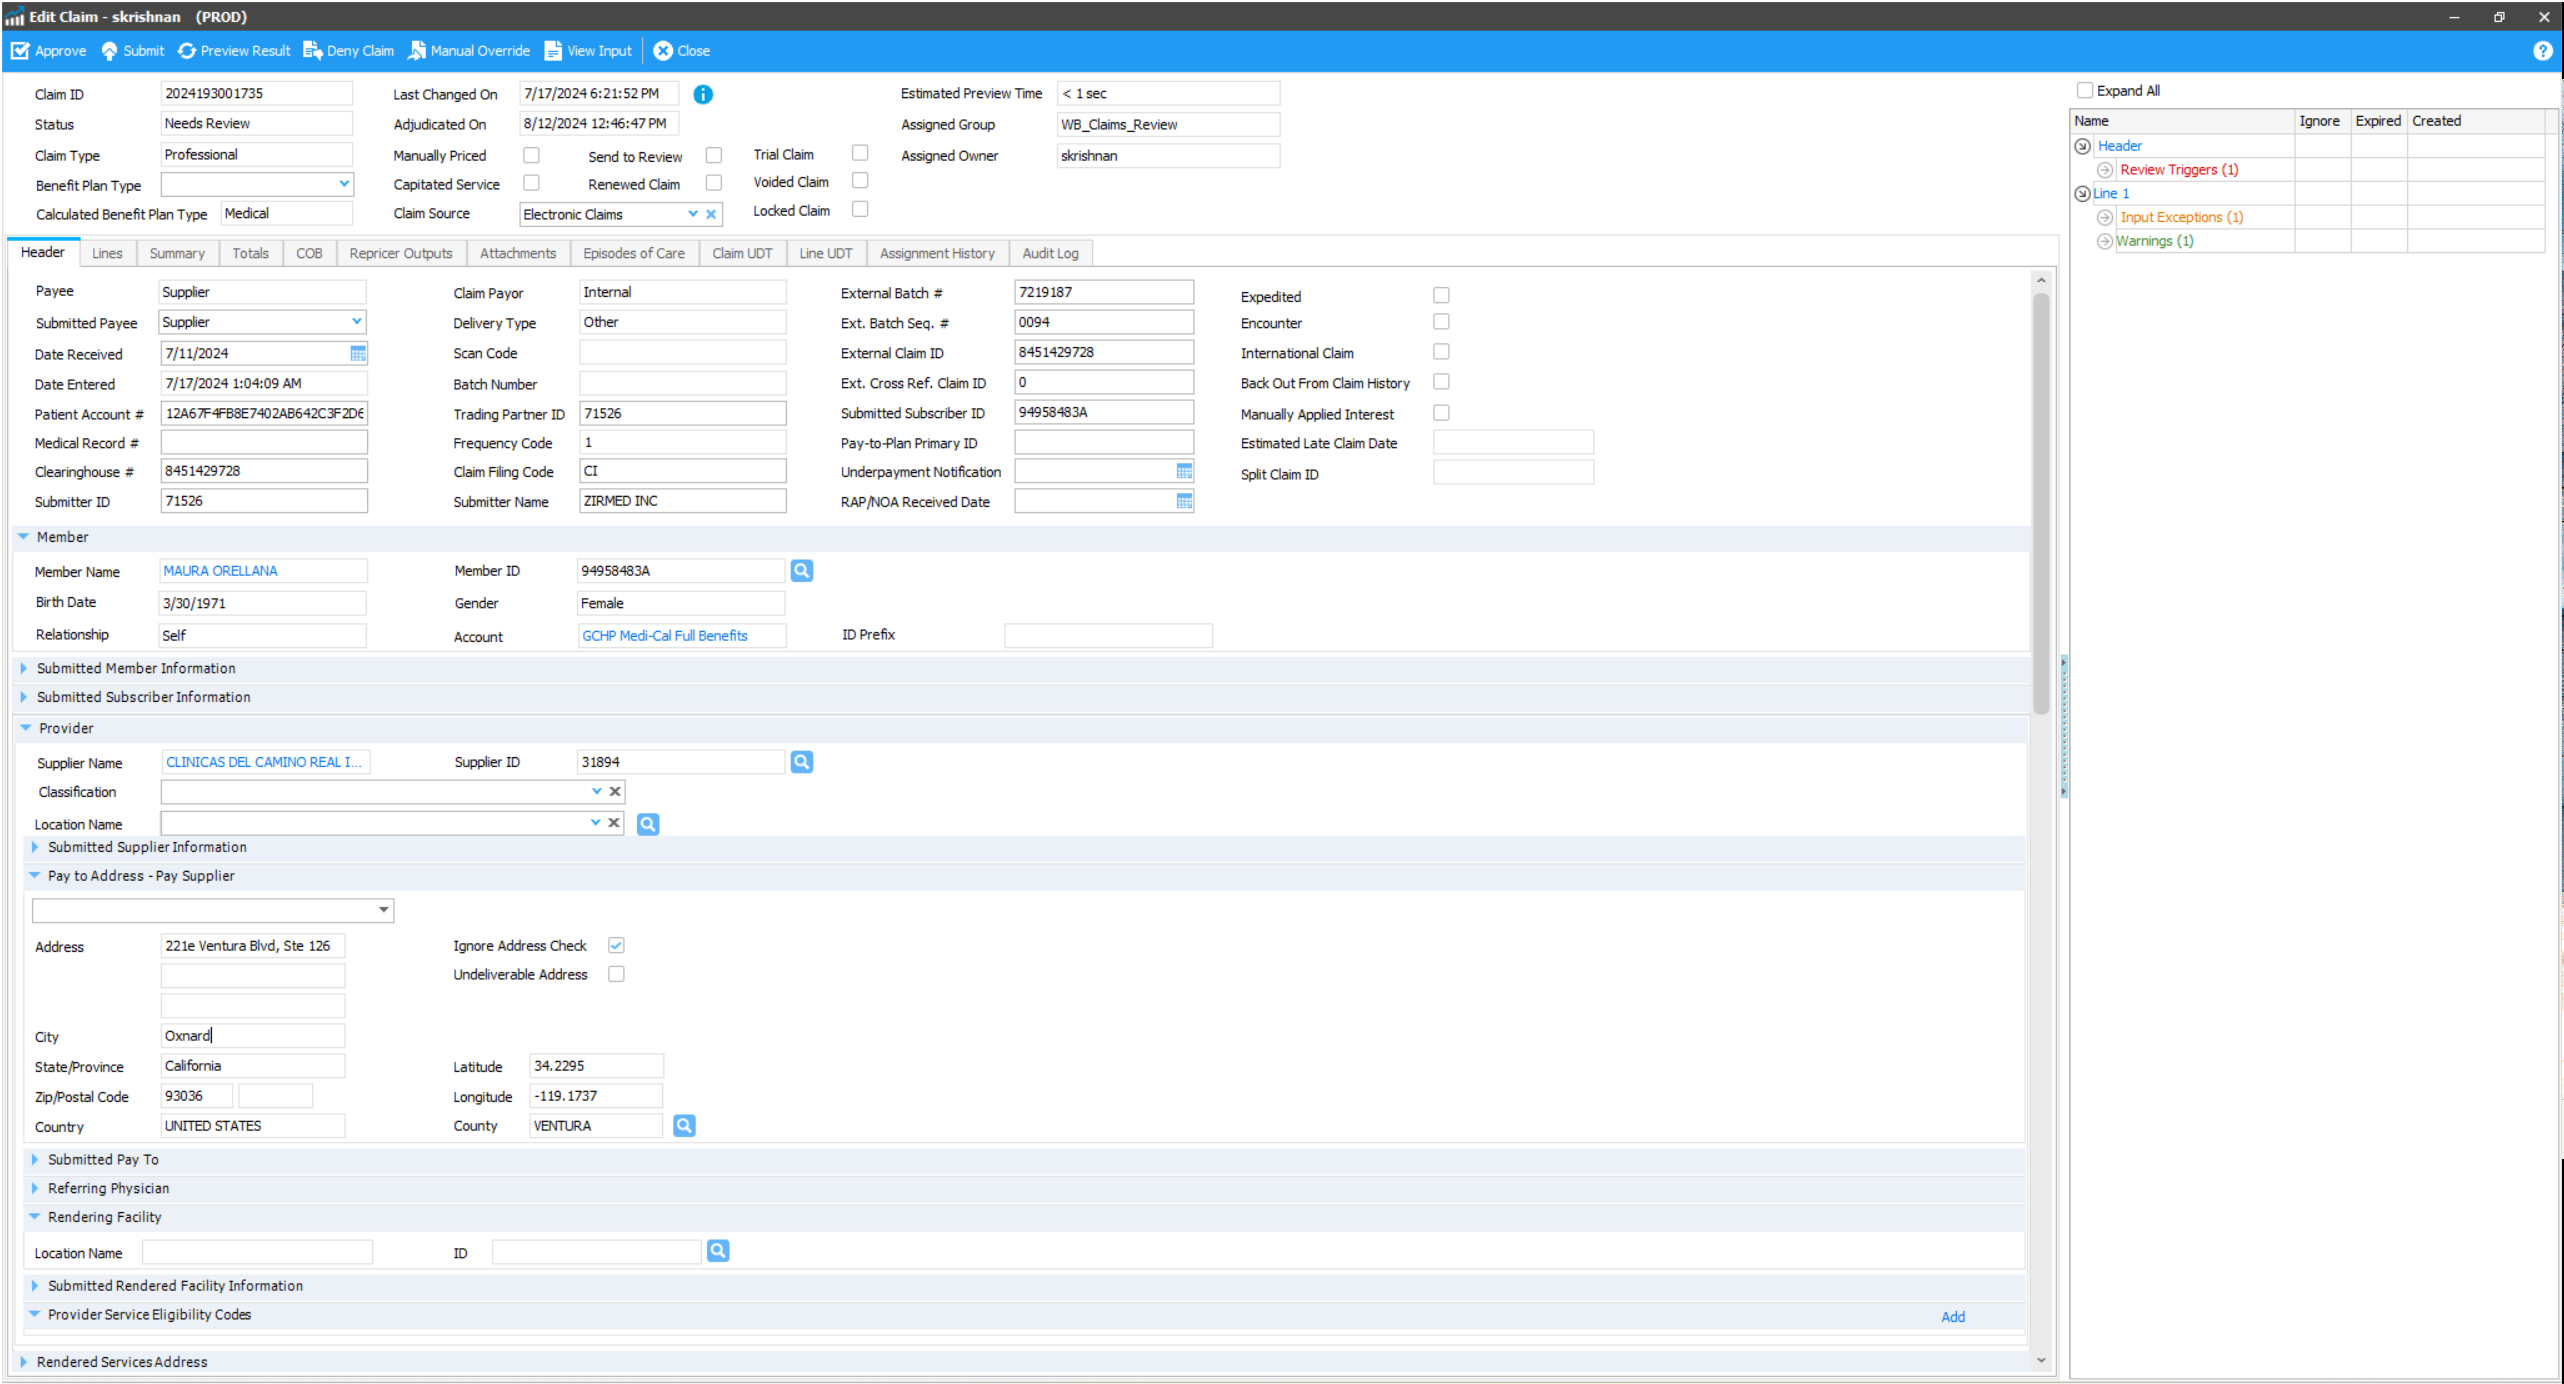 Edit Claim - skrishnan (PROD)
Approve Submit Preview Result Deny Claim Manual Override View Input Close
Claim ID 2024193001735 Last Changed On 7/17/2024 6:21:52 PM Estimated Preview Time < 1 sec
Status Needs Review Adjudicated On 8/12/2024 12:46:47 PM Assigned Group WB_Claims_Review
Claim Type Professional Manually Priced Send to Review Trial Claim Assigned Owner skrishnan
Benefit Plan Type Capitated Service Renewed Claim Voided Claim
Calculated Benefit Plan Type Medical Claim Source Electronic Claims Locked Claim
Header Lines Summary Totals COB Repricer Outputs Attachments Episodes of Care Claim UDT Line UDT Assignment History Audit Log
Payee Supplier Claim Payor Internal External Batch # 7219187 Expedited
Submitted Payee Supplier Delivery Type Other Ext. Batch Seq. # 0094 Encounter
Date Received 7/11/2024 Scan Code External Claim ID 8451429728 International Claim
Date Entered 7/17/2024 1:04:09 AM Batch Number Ext. Cross Ref. Claim ID 0 Back Out From Claim History
Patient Account # 12A67F4FB8E7402AB642C3F2D6 Trading Partner ID 71526 Submitted Subscriber ID 94958483A Manually Applied Interest
Medical Record # Frequency Code 1 Pay-to-Plan Primary ID Estimated Late Claim Date
Clearinghouse # 8451429728 Claim Filing Code CI Underpayment Notification Split Claim ID
Submitter ID 71526 Submitter Name ZIRMED INC RAP/NOA Received Date
Member
Member Name MAURA ORELLANA Member ID 94958483A
Birth Date 3/30/1971 Gender Female
Relationship Self Account GCHP Medi-Cal Full Benefits ID Prefix
Submitted Member Information
Submitted Subscriber Information
Provider
Supplier Name CLINICAS DEL CAMINO REAL I... Supplier ID 31894
Classification
Location Name
Submitted Supplier Information
Pay to Address - Pay Supplier
Address 221e Ventura Blvd, Ste 126 Ignore Address Check
Undeliverable Address
City Oxnard
State/Province California Latitude 34.2295
Zip/Postal Code 93036 Longitude -119.1737
Country UNITED STATES County VENTURA
Submitted Pay To
Referring Physician
Rendering Facility
Location Name ID
Submitted Rendered Facility Information
Provider Service Eligibility Codes Add
Rendered Services Address
Expand All
Name Ignore Expired Created
Header
Review Triggers (1)
Line 1
Input Exceptions (1)
Warnings (1)